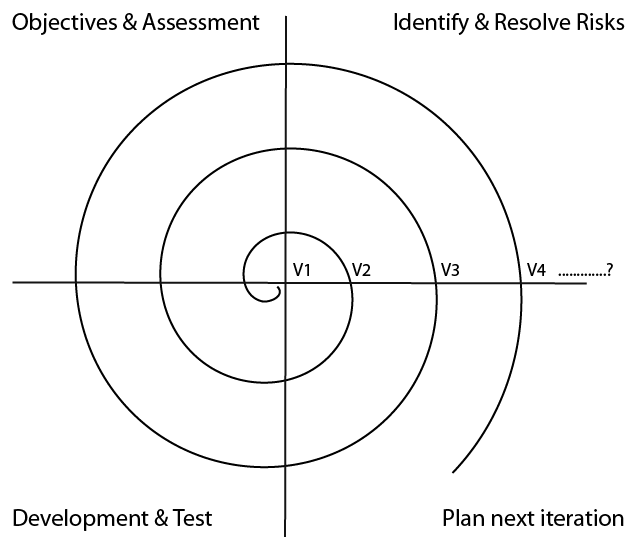 Objectives & Assessment
Identify & Resolve Risks
V1
V2
V3
V4
.............?
Development & Test
Plan next iteration